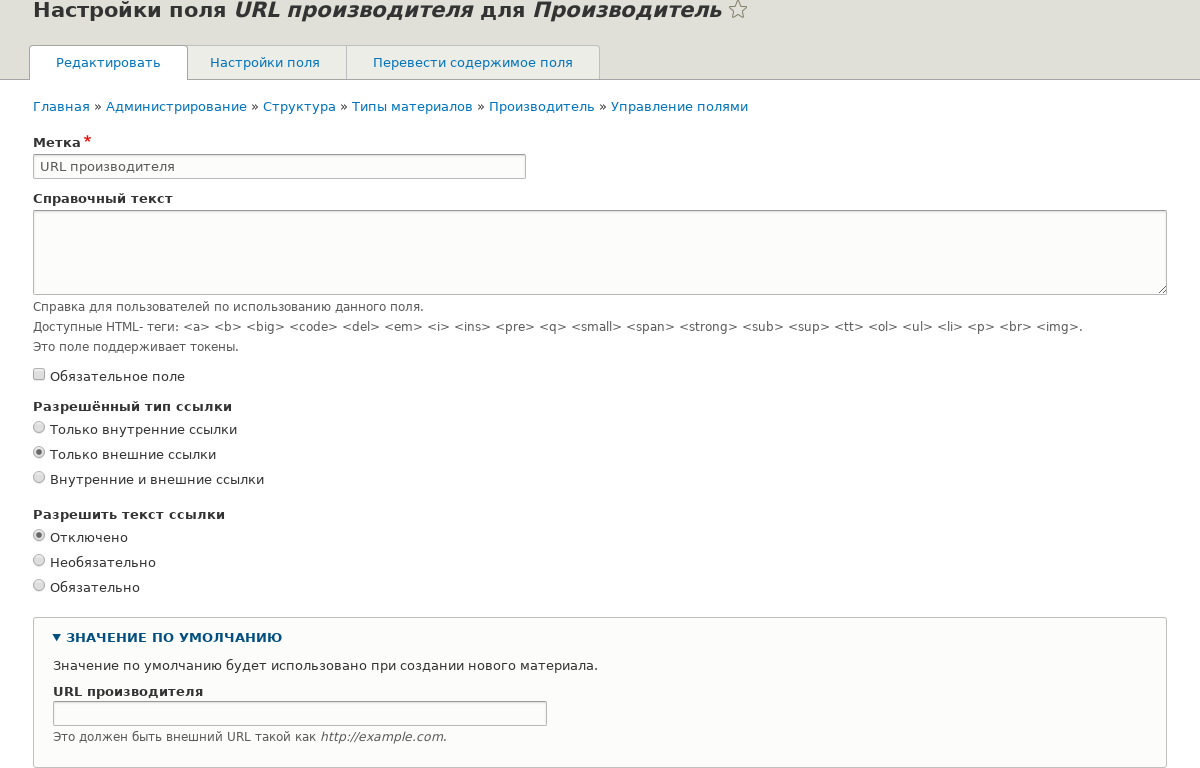 Настройки поля URL производителя для Производитель
Редактировать Настройки поля Перевести содержимое поля
Главная » Администрирование » Структура » Типы материалов » Производитель » Управление полями
Метка *
URL производителя
Справочный текст
Справка для пользователей по использованию данного поля.
Доступные HTML- теги: <a> <b> <big> <code> <del> <em> <i> <ins> <pre> <q> <small> <span> <strong> <sub> <sup> <tt> <ol> <ul> <li> <p> <br> <img>.
Это поле поддерживает токены.
Обязательное поле
Разрешённый тип ссылки
Только внутренние ссылки
Только внешние ссылки
Внутренние и внешние ссылки
Разрешить текст ссылки
Отключено
Необязательно
Обязательно
ЗНАЧЕНИЕ ПО УМОЛЧАНИЮ
Значение по умолчанию будет использовано при создании нового материала.
URL производителя
Это должен быть внешний URL такой как http://example.com.